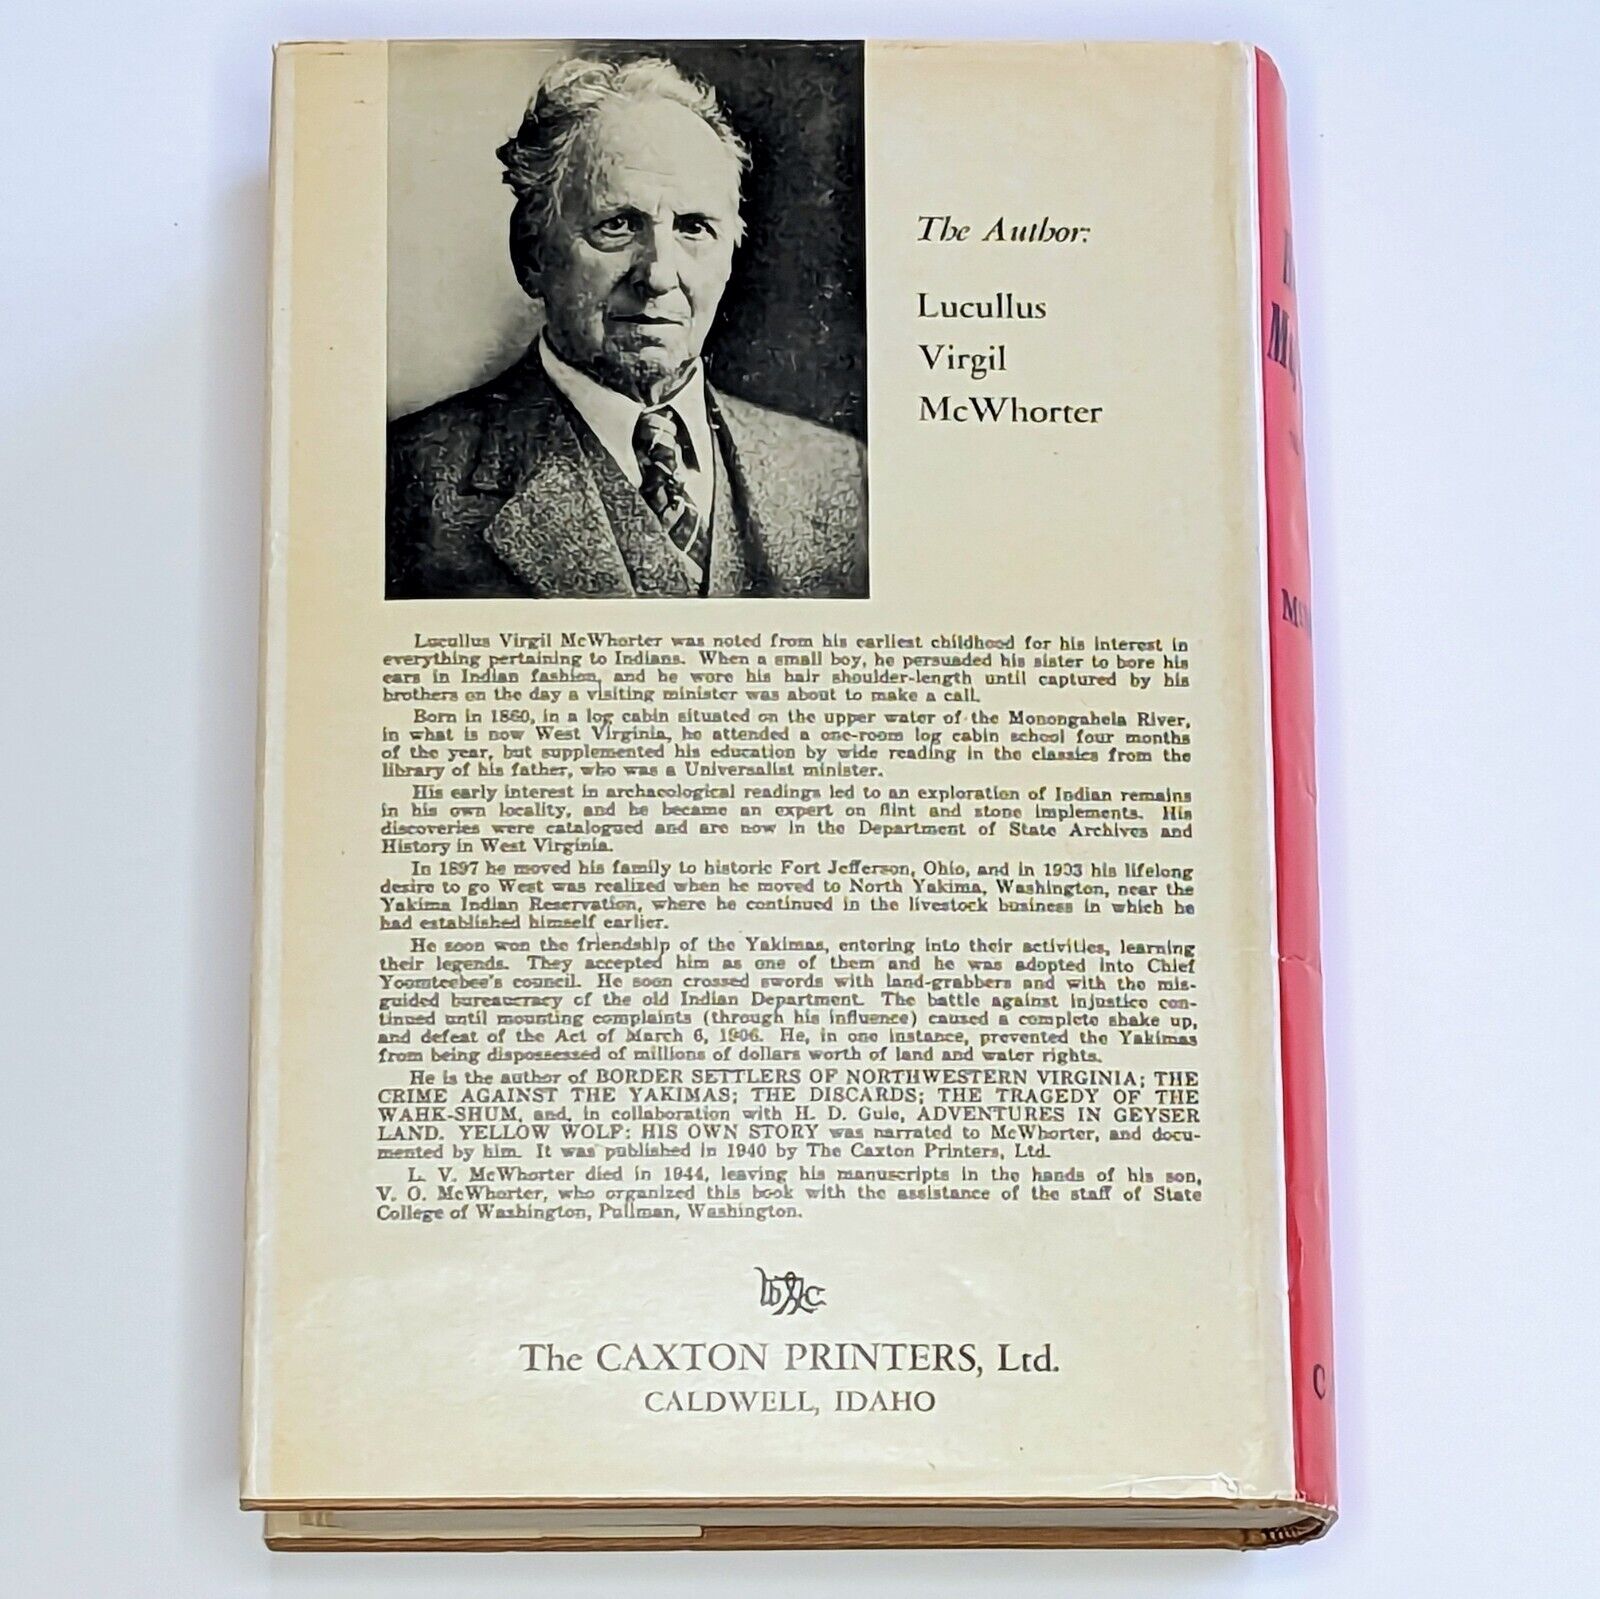 The Author:
Lucullus
Virgil
McWhorter
Lucullus Virgil McWhorter was noted from his earliest childhood for his interest in
everything pertaining to Indians. When a small boy, he persuaded his sister to bore his
ears in Indian fashion, and he wore his hair shoulder-length until captured by his
brothers on the day a visiting minister was about to make a call.
Born in 1860, in a log cabin situated on the upper water of the Monongahela River,
in what is now West Virginia, he attended a one-room log cabin school four months
of the year, but supplemented his education by wide reading in the classics from the
library of his father, who was a Universalist minister.
His early interest in archaeological readings led to an exploration of Indian remains
in his own locality, and he became an expert on flint and stone implements. His
discoveries were catalogued and are now in the Department of State Archives and
History in West Virginia.
In 1897 he moved his family to historic Fort Jefferson, Ohio, and in 1903 his lifelong
desire to go West was realized when he moved to North Yakima, Washington, near the
Yakima Indian Reservation, where he continued in the livestock business in which he
had established himself earlier.
He soon won the friendship of the Yakimas, entering into their activities, learning
their legends. They accepted him as one of them and he was adopted into Chief
Yoomteebee's council. He soon crossed swords with land-grabbers and with the mis-
guided bureaucracy of the old Indian Department. The battle against injustice con-
tinued until mounting complaints (through his influence) caused a complete shake up,
and defeat of the Act of March 6, 1906. He, in one instance, prevented the Yakimas
from being dispossessed of millions of dollars worth of land and water rights.
He is the author of BORDER SETTLERS OF NORTHWESTERN VIRGINIA; THE
CRIME AGAINST THE YAKIMAS; THE DISCARDS; THE TRAGEDY OF THE
WAHK-SHUM, and, in collaboration with H. D. Guie, ADVENTURES IN GEYSER
LAND. YELLOW WOLF: HIS OWN STORY was narrated to McWhorter, and docu-
mented by him. It was published in 1940 by The Caxton Printers, Ltd.
L. V. McWhorter died in 1944, leaving his manuscripts in the hands of his son,
V. O. McWhorter, who organized this book with the assistance of the staff of State
College of Washington, Pullman, Washington.
The CAXTON PRINTERS, Ltd.
CALDWELL, IDAHO